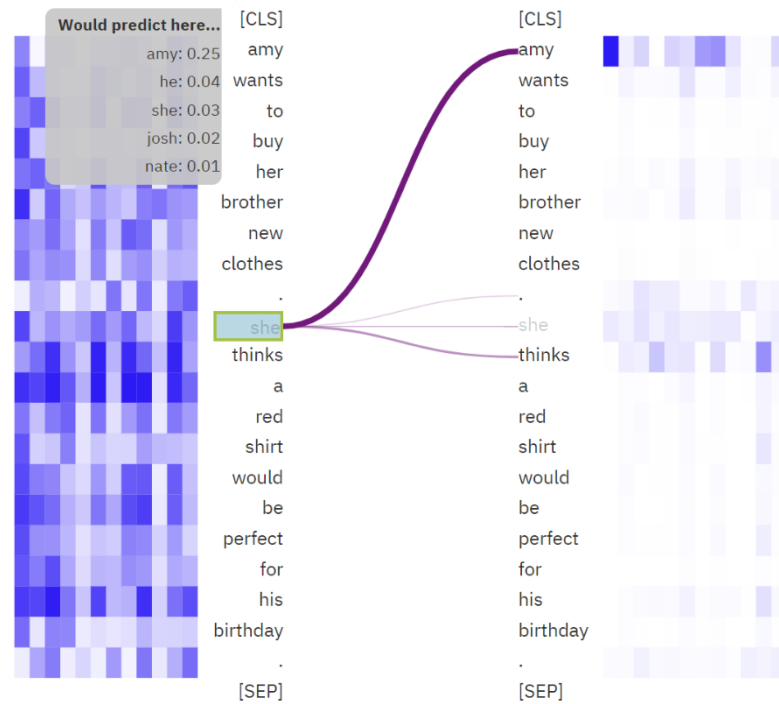 Would predict here...
amy: 0.25
he: 0.04
she: 0.03
josh: 0.02
nate: 0.01
[CLS]
amy
wants
to
buy
her
brother
new
clothes
.
she
thinks
a
red
shirt
would
be
perfect
for
his
birthday
.
[SEP]
[CLS]
amy
wants
to
buy
her
brother
new
clothes
.
she
thinks
a
red
shirt
would
be
perfect
for
his
birthday
.
[SEP]